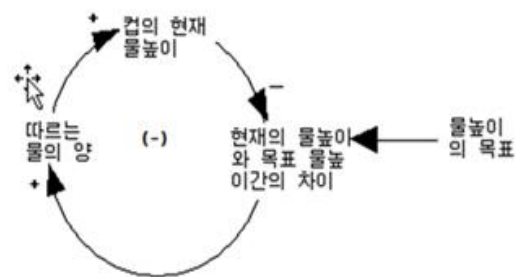 +
컵의 현재
물높이
–
따르는
물의 양
+
(-)
현재의 물높이
와 목표 물높
이간의 차이
물높이
의 목표